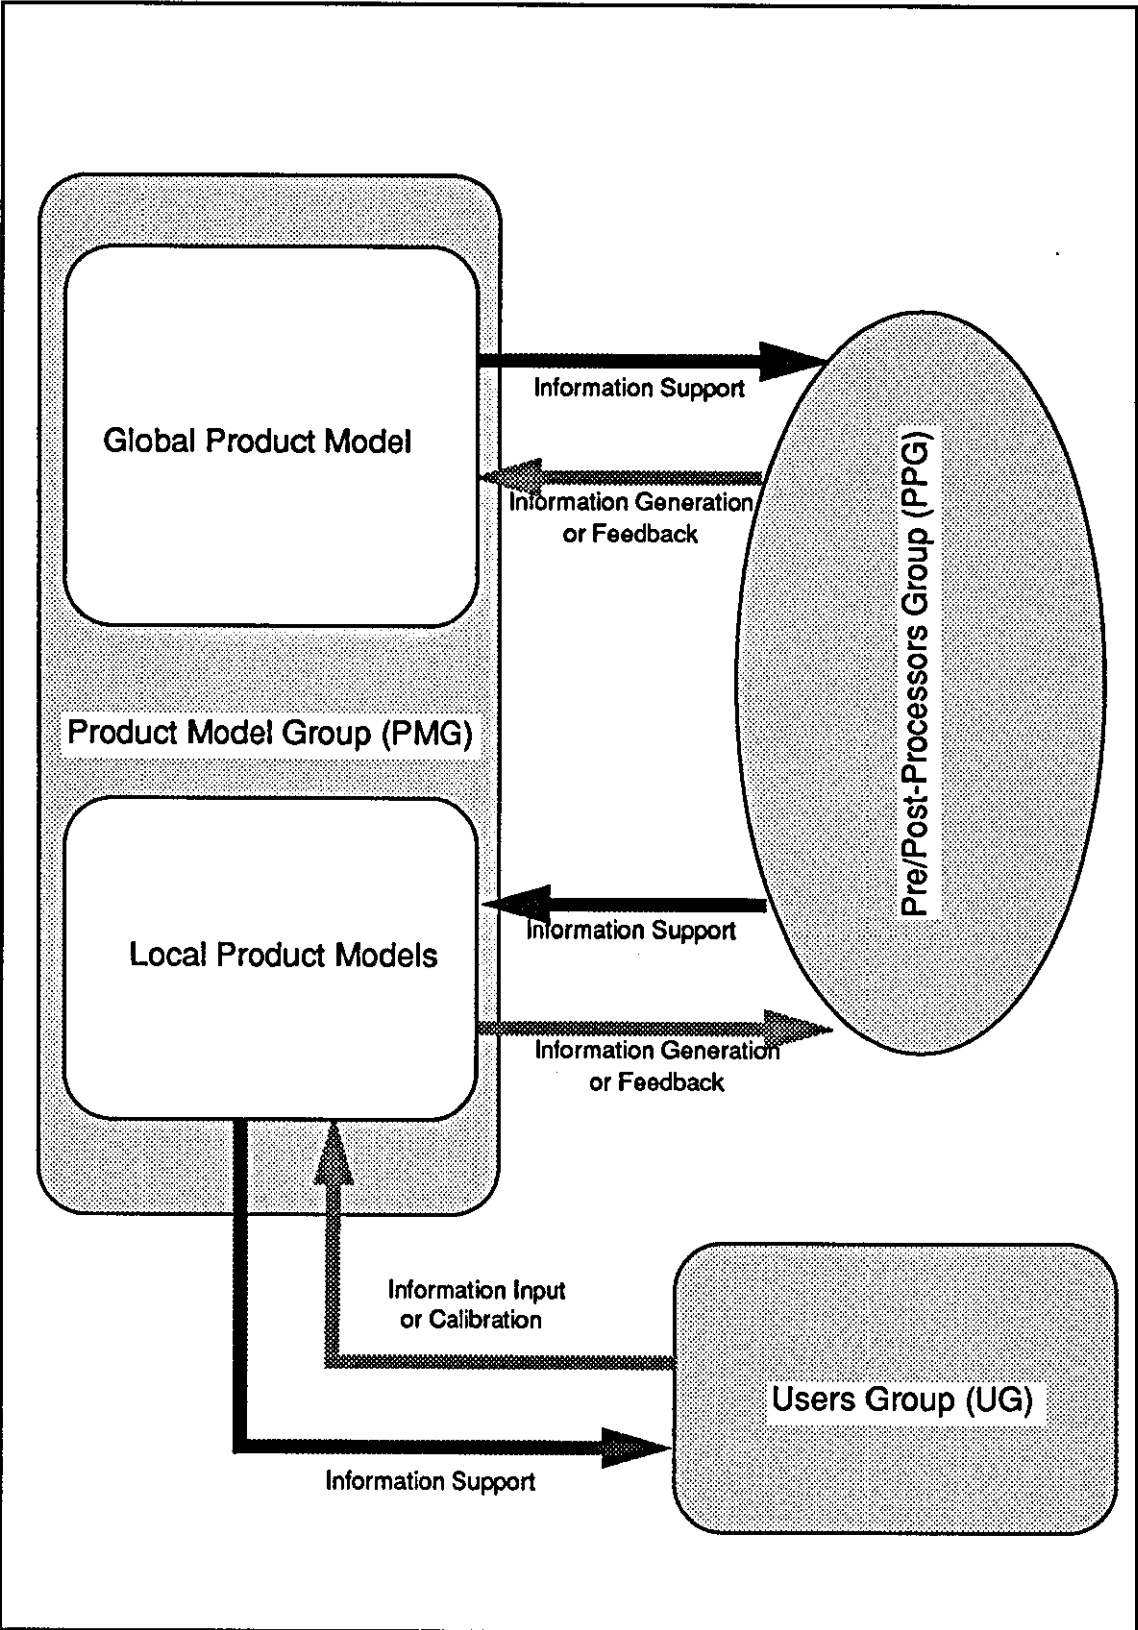 Information Support
Global Product Model
Information Generation
or Feedback
Pre/Post-Processors Group (PPG)
Product Model Group (PMG)
Information Support
Local Product Models
Information Generation
or Feedback
Information Input
or Calibration
Users Group (UG)
Information Support